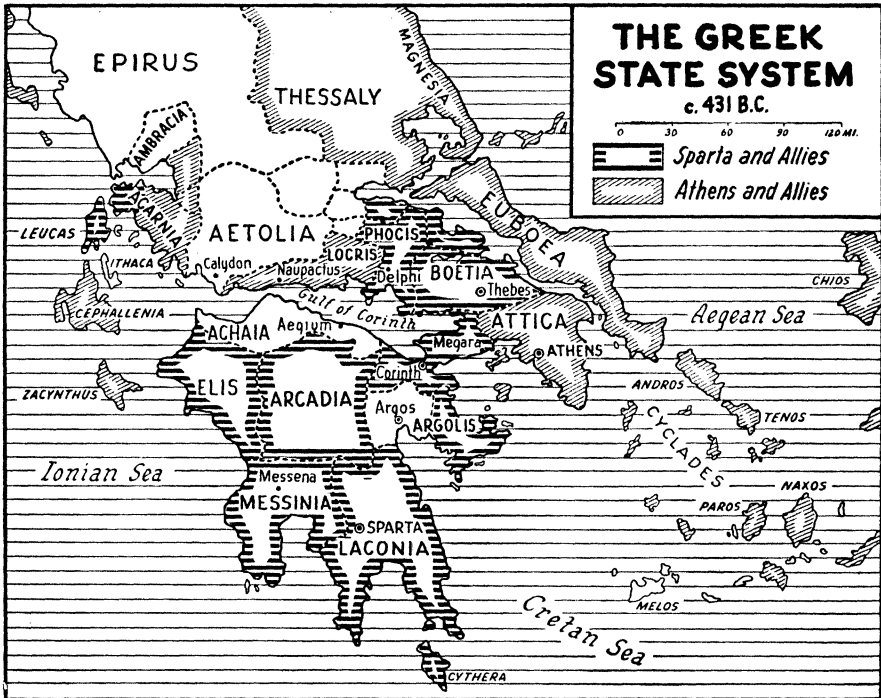 THE GREEK
STATE SYSTEM
c. 431 B.C.
0 30 60 90 120 MI.
Sparta and Allies
Athens and Allies
EPIRUS
THESSALY
MAGNESIA
AMBRACIA
ACARNIA
LEUCAS
AETOLIA
PHOCIS
EUBOEA
LOCRIS
ITHACA
Calydon
Naupactus
Delphi
BOETIA
Thebes
CHIOS
CEPHALLENIA
Gulf of Corinth
ATTICA
Aegean Sea
ACHAIA
Aegium
Megara
ATHENS
ZACYNTHUS
ELIS
ARCADIA
Corinth
ANDROS
Argos
ARGOLIS
TENOS
CYCLADES
Ionian Sea
Messena
MESSINIA
NAXOS
PAROS
SPARTA
LACONIA
MELOS
Cretan Sea
CYTHERA